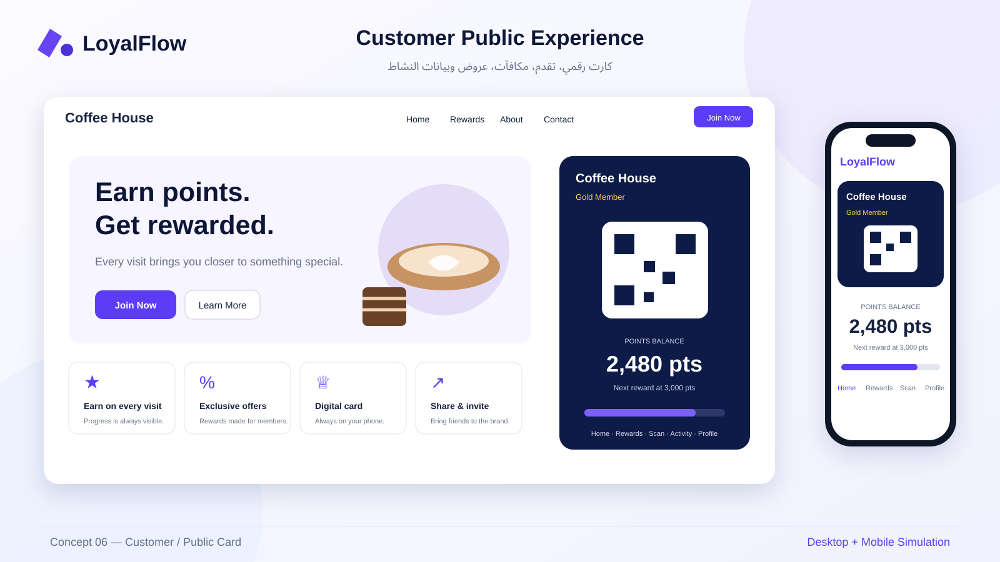 LoyalFlow
Customer Public Experience
كارت رقمي، تقدم، مكافآت، عروض وبيانات النشاط
Coffee House
Home Rewards About Contact
Join Now
Earn points.
Get rewarded.
Every visit brings you closer to something special.
Join Now
Learn More
★
Earn on every visit
Progress is always visible.
%
Exclusive offers
Rewards made for members.
♕
Digital card
Always on your phone.
↗
Share & invite
Bring friends to the brand.
Coffee House
Gold Member
POINTS BALANCE
2,480 pts
Next reward at 3,000 pts
Home · Rewards · Scan · Activity · Profile
LoyalFlow
Coffee House
Gold Member
POINTS BALANCE
2,480 pts
Next reward at 3,000 pts
Home Rewards Scan Profile
Concept 06 — Customer / Public Card
Desktop + Mobile Simulation